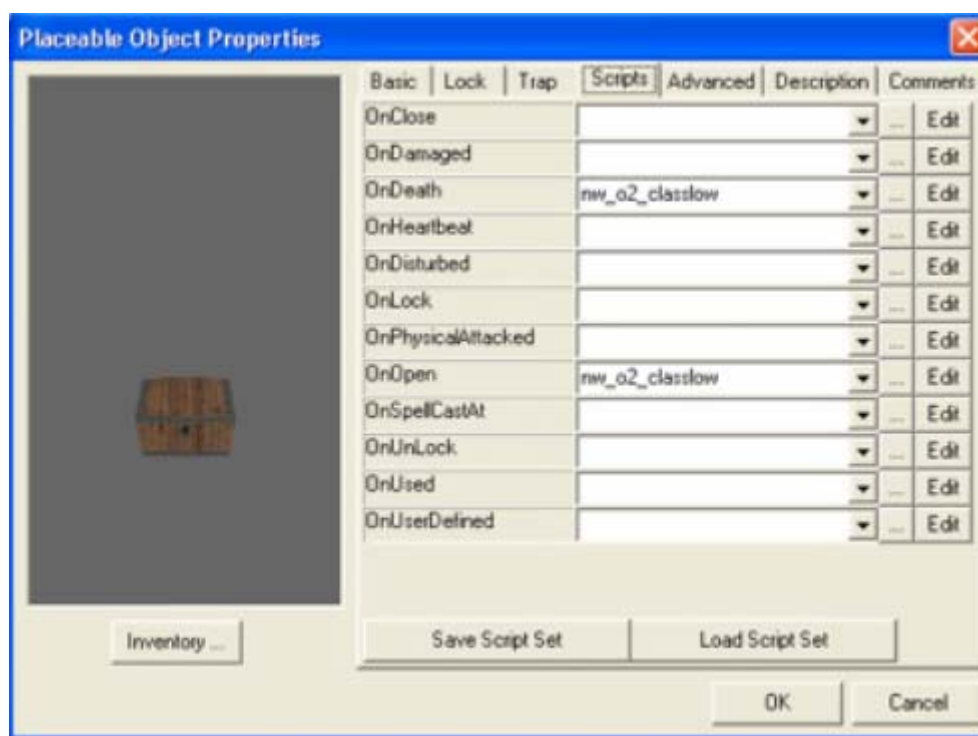 Placeable Object Properties
Basic Lock Trap Scripts Advanced Description Comments
OnClose ... Edit
OnDamaged ... Edit
OnDeath nw_o2_classlow ... Edit
OnHeartbeat ... Edit
OnDisturbed ... Edit
OnLock ... Edit
OnPhysicalAttacked ... Edit
OnOpen nw_o2_classlow ... Edit
OnSpellCastAt ... Edit
OnUnLock ... Edit
OnUsed ... Edit
OnUserDefined ... Edit
Inventory ... Save Script Set Load Script Set
OK Cancel